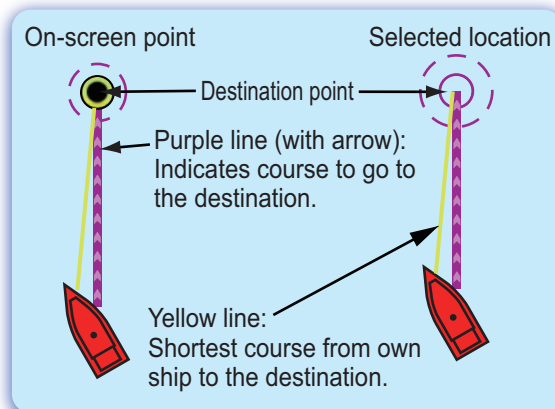 On-screen point
Selected location
Destination point
Purple line (with arrow):
Indicates course to go to
the destination.
Yellow line:
Shortest course from own
ship to the destination.